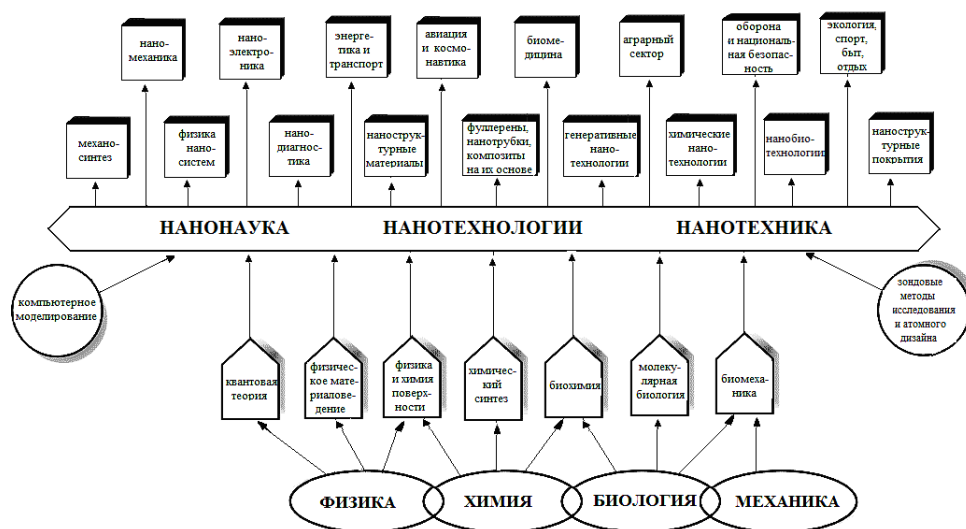 нано-
механика
нано-
электро-
ника
энерге-
тика и
транспорт
авиация
и космо-
навтика
биоме-
дицина
аграрный
сектор
оборона
и националь-
ная безопас-
ность
экология,
спорт,
быт,
отдых
механо-
синтез
физика
нано-
систем
нано-
диагнос-
тика
нанострук-
турные
материалы
фуллерены,
нанотрубки,
композиты
на их основе
генеративные
нано-
технологии
химические
нано-
технологии
нанобио-
технологии
нанострук-
турные
покрытия
НАНОНАУКА
НАНОТЕХНОЛОГИИ
НАНОТЕХНИКА
компьютерное
моделирование
зондовые
методы
исследования
и атомного
дизайна
квантовая
теория
физичес-
кое мате-
риалове-
дение
физика
и химия
поверх-
ности
химичес-
кий
синтез
биохимия
молеку-
лярная
биология
биомеха-
ника
ФИЗИКА
ХИМИЯ
БИОЛОГИЯ
МЕХАНИКА